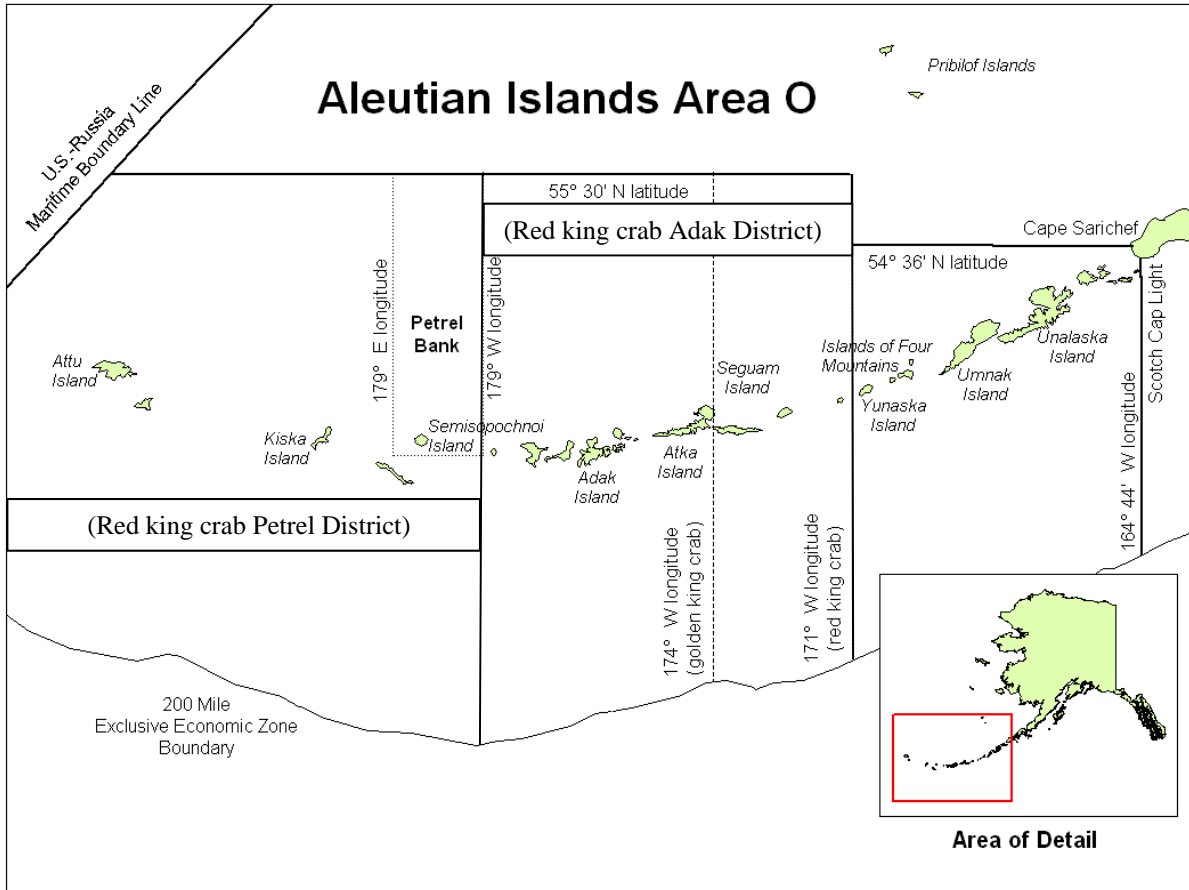 Aleutian Islands Area O
Pribilof Islands
U.S.-Russia
Maritime Boundary Line
55° 30' N latitude
(Red king crab Adak District)
Cape Sarichef
54° 36' N latitude
Scotch Cap Light
179° E longitude
Petrel
Bank
179° W longitude
Attu
Island
Kiska
Island
Semisopochnoi
Island
Adak
Island
Atka
Island
Seguam
Island
Islands of Four
Mountains
Yunaska
Island
Umnak
Island
Unalaska
Island
(Red king crab Petrel District)
174° W longitude
(golden king crab)
171° W longitude
(red king crab)
164° 44' W longitude
200 Mile
Exclusive Economic Zone
Boundary
Area of Detail